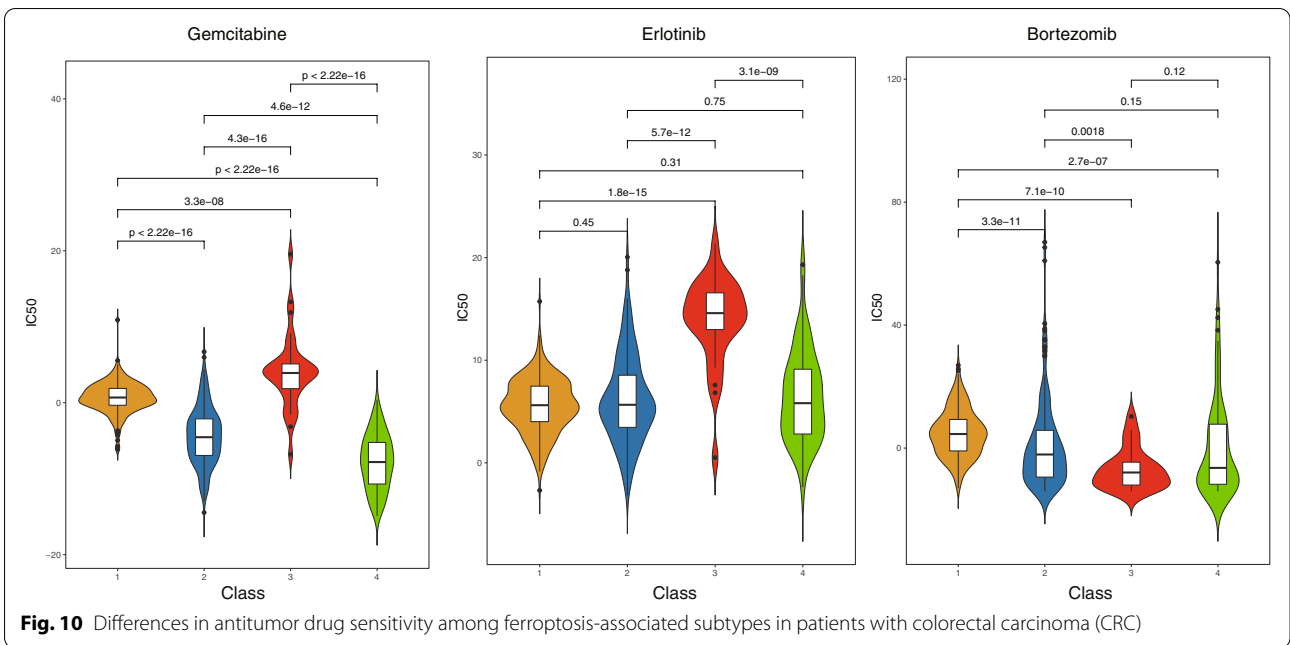 Gemcitabine
p < 2.22e−16
4.6e−12
4.3e−16
p < 2.22e−16
3.3e−08
p < 2.22e−16
40
20
0
−20
IC50
1 2 3 4
Class
Erlotinib
3.1e−09
0.75
5.7e−12
0.31
1.8e−15
0.45
30
20
10
0
IC50
1 2 3 4
Class
Bortezomib
0.12
0.15
0.0018
2.7e−07
7.1e−10
3.3e−11
120
80
40
0
IC50
1 2 3 4
Class
Fig. 10 Differences in antitumor drug sensitivity among ferroptosis-associated subtypes in patients with colorectal carcinoma (CRC)